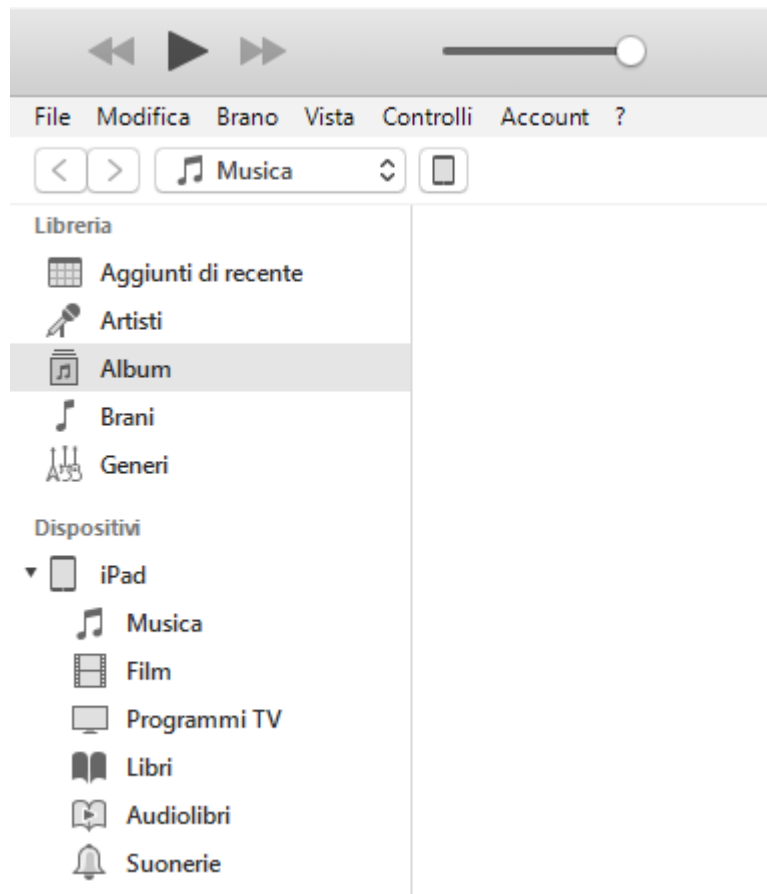 File Modifica Brano Vista Controlli Account ?
Musica
Libreria
Aggiunti di recente
Artisti
Album
Brani
Generi
Dispositivi
iPad
Musica
Film
Programmi TV
Libri
Audiolibri
Suonerie